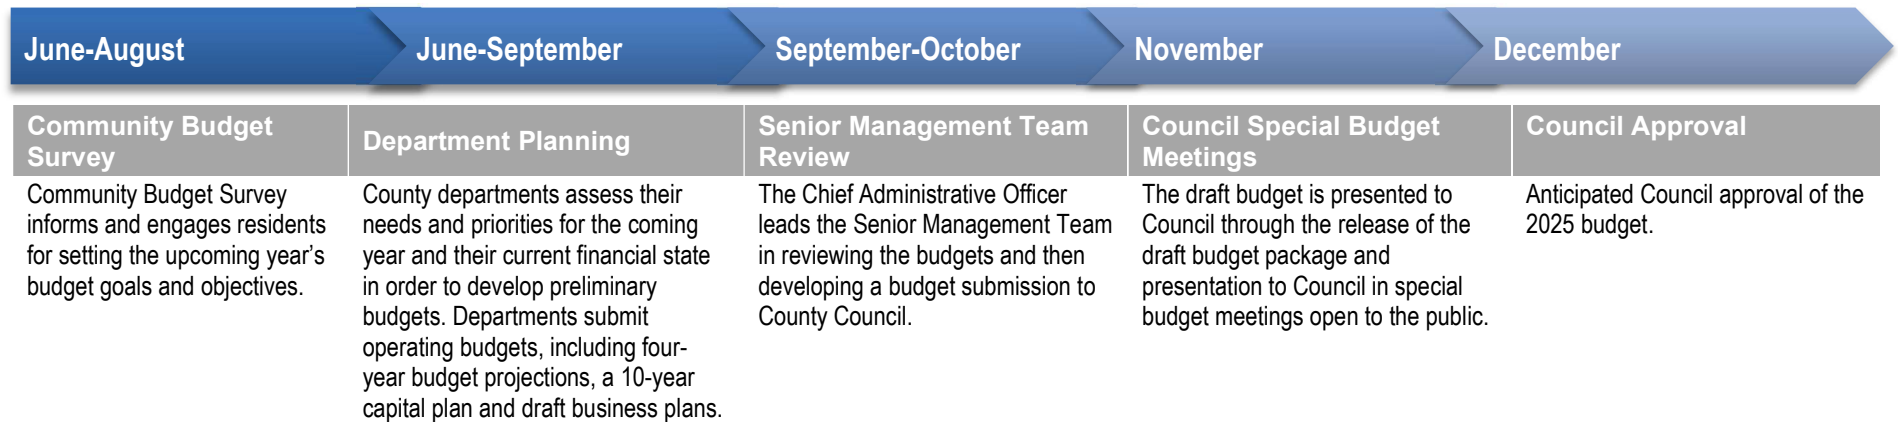 June-August
June-September
September-October
November
December
Community Budget
Survey
Community Budget Survey
informs and engages residents
for setting the upcoming year’s
budget goals and objectives.
Department Planning
County departments assess their
needs and priorities for the coming
year and their current financial state
in order to develop preliminary
budgets. Departments submit
operating budgets, including four-
year budget projections, a 10-year
capital plan and draft business plans.
Senior Management Team
Review
The Chief Administrative Officer
leads the Senior Management Team
in reviewing the budgets and then
developing a budget submission to
County Council.
Council Special Budget
Meetings
The draft budget is presented to
Council through the release of the
draft budget package and
presentation to Council in special
budget meetings open to the public.
Council Approval
Anticipated Council approval of the
2025 budget.